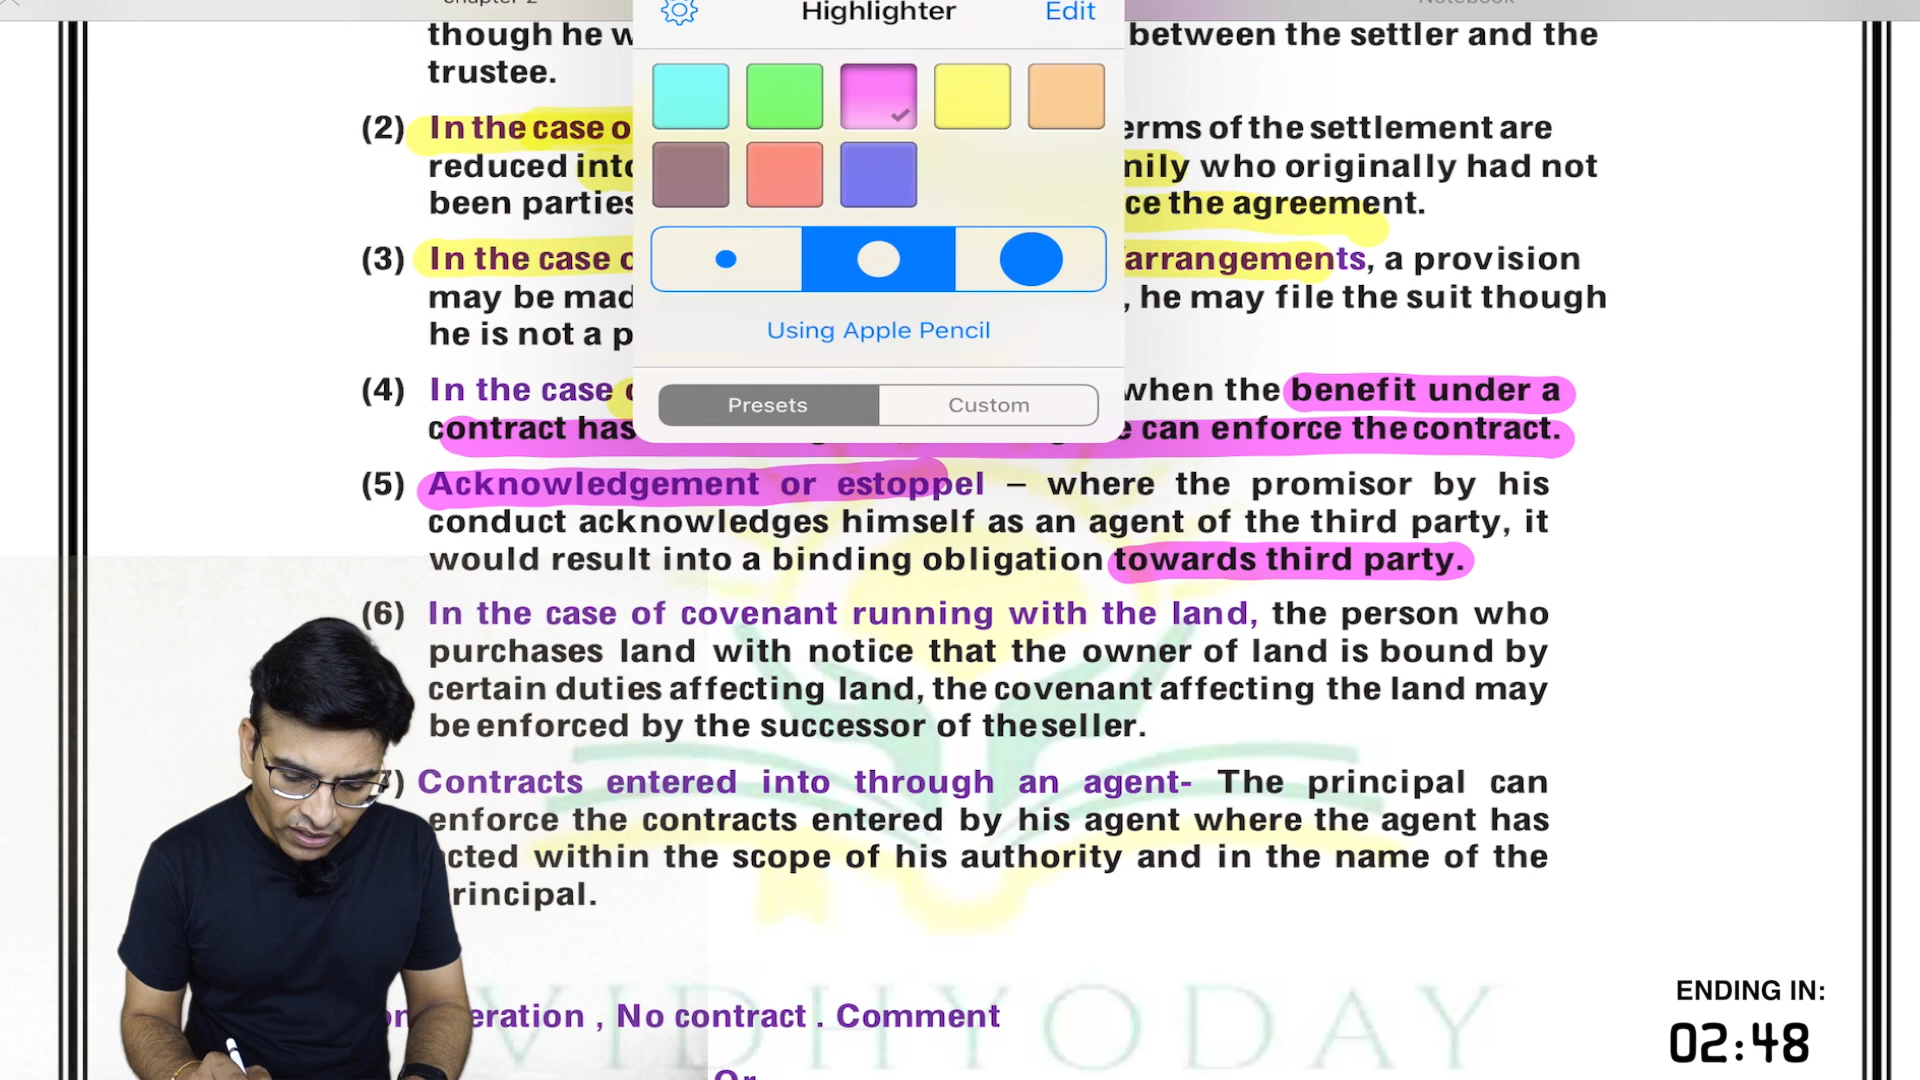 Highlighter
Edit
though he w
between the settler and the
trustee.
(2) In the case o
erms of the settlement are
reduced into
mily who originally had not
been parties
ce the agreement.
(3) In the case o
arrangements, a provision
may be mad
, he may file the suit though
he is not a p
Using Apple Pencil
(4) In the case
when the benefit under a
Presets
Custom
contract has
e can enforce the contract.
(5) Acknowledgement or estoppel – where the promisor by his
conduct acknowledges himself as an agent of the third party, it
would result into a binding obligation towards third party.
(6) In the case of covenant running with the land, the person who
purchases land with notice that the owner of land is bound by
certain duties affecting land, the covenant affecting the land may
be enforced by the successor of the seller.
) Contracts entered into through an agent- The principal can
enforce the contracts entered by his agent where the agent has
cted within the scope of his authority and in the name of the
rincipal.
eration , No contract . Comment
VIDHYODAY
Or
ENDING IN:
02:48